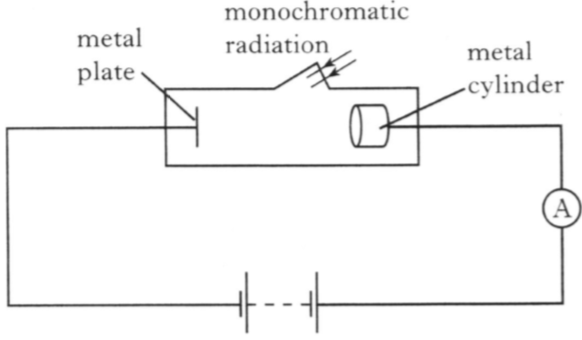 monochromatic
radiation
metal
plate
metal
cylinder
A